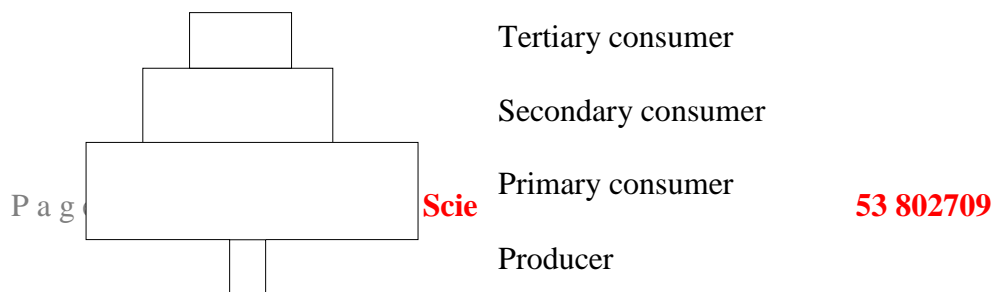 Tertiary consumer
Secondary consumer
Primary consumer
P a g Scie 53 802709
Producer